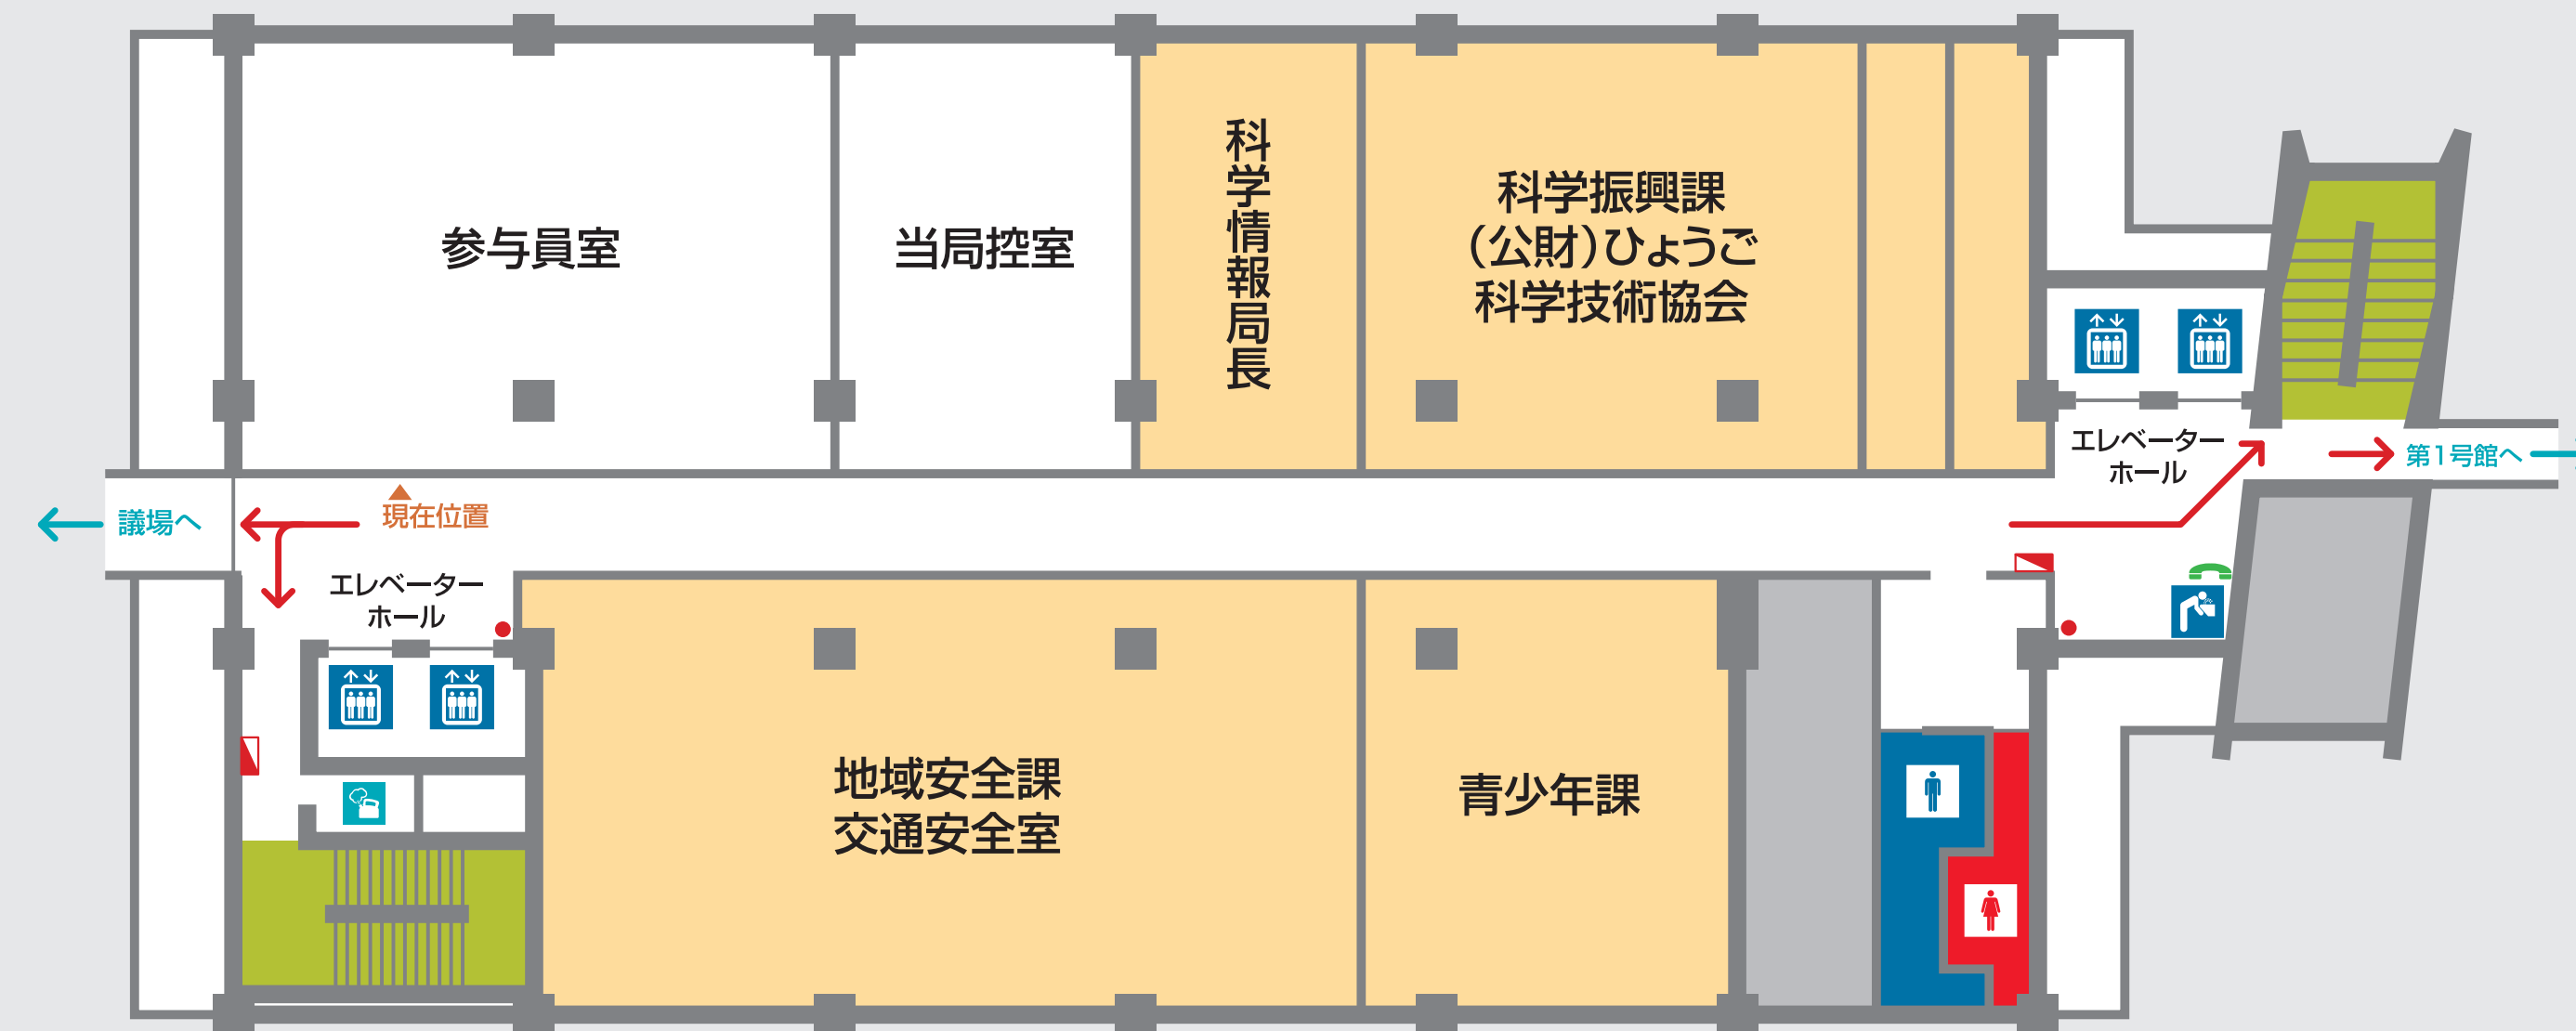 参与員室
当局控室
科学情報局長
科学振興課
(公財)ひょうご
科学技術協会
エレベーター
ホール
第1号館へ
議場へ
現在位置
エレベーター
ホール
地域安全課
交通安全室
青少年課